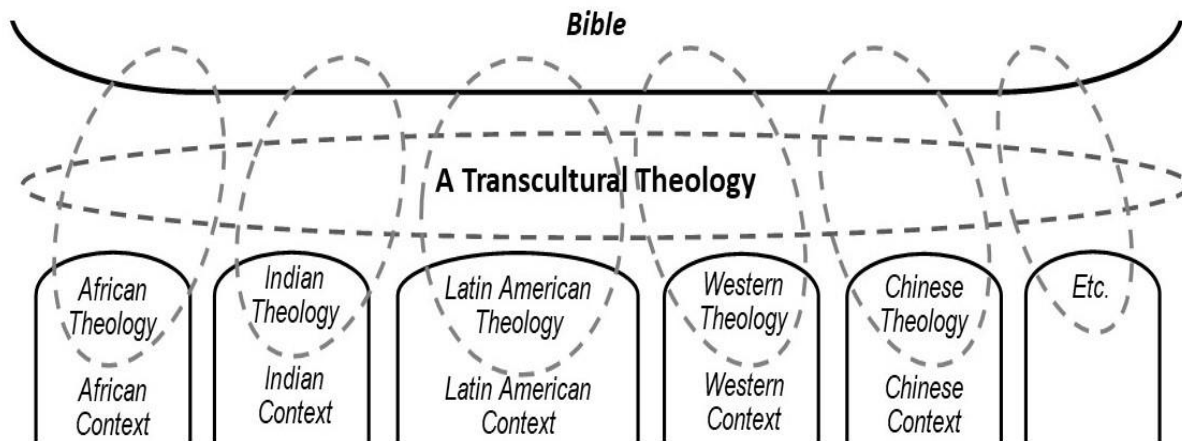 Bible
A Transcultural Theology
African
Theology
African
Context
Indian
Theology
Indian
Context
Latin American
Theology
Latin American
Context
Western
Theology
Western
Context
Chinese
Theology
Chinese
Context
Etc.